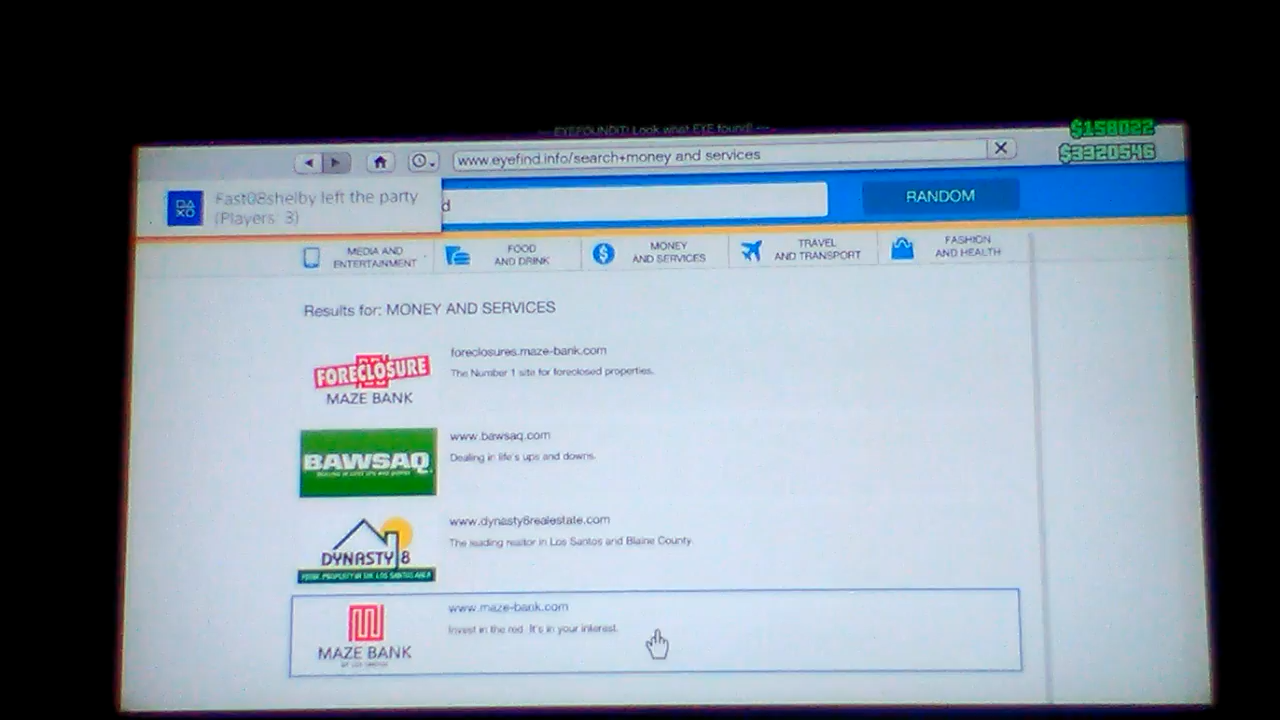 EYEFOUNDIT! Look what EYE found!
$158022
$3320546
www.eyefind.info/search+money and services
Fast08shelby left the party
(Players: 3)
d
RANDOM
MEDIA AND
ENTERTAINMENT
FOOD
AND DRINK
MONEY
AND SERVICES
TRAVEL
AND TRANSPORT
FASHION
AND HEALTH
Results for: MONEY AND SERVICES
FORECLOSURE
MAZE BANK
foreclosures.maze-bank.com
The Number 1 site for foreclosed properties.
BAWSAQ
www.bawsaq.com
Dealing in life's ups and downs.
DYNASTY 8
www.dynasty8realestate.com
The leading realtor in Los Santos and Blaine County.
MAZE BANK
OF LOS SANTOS
www.maze-bank.com
Invest in the red. It's in your interest.